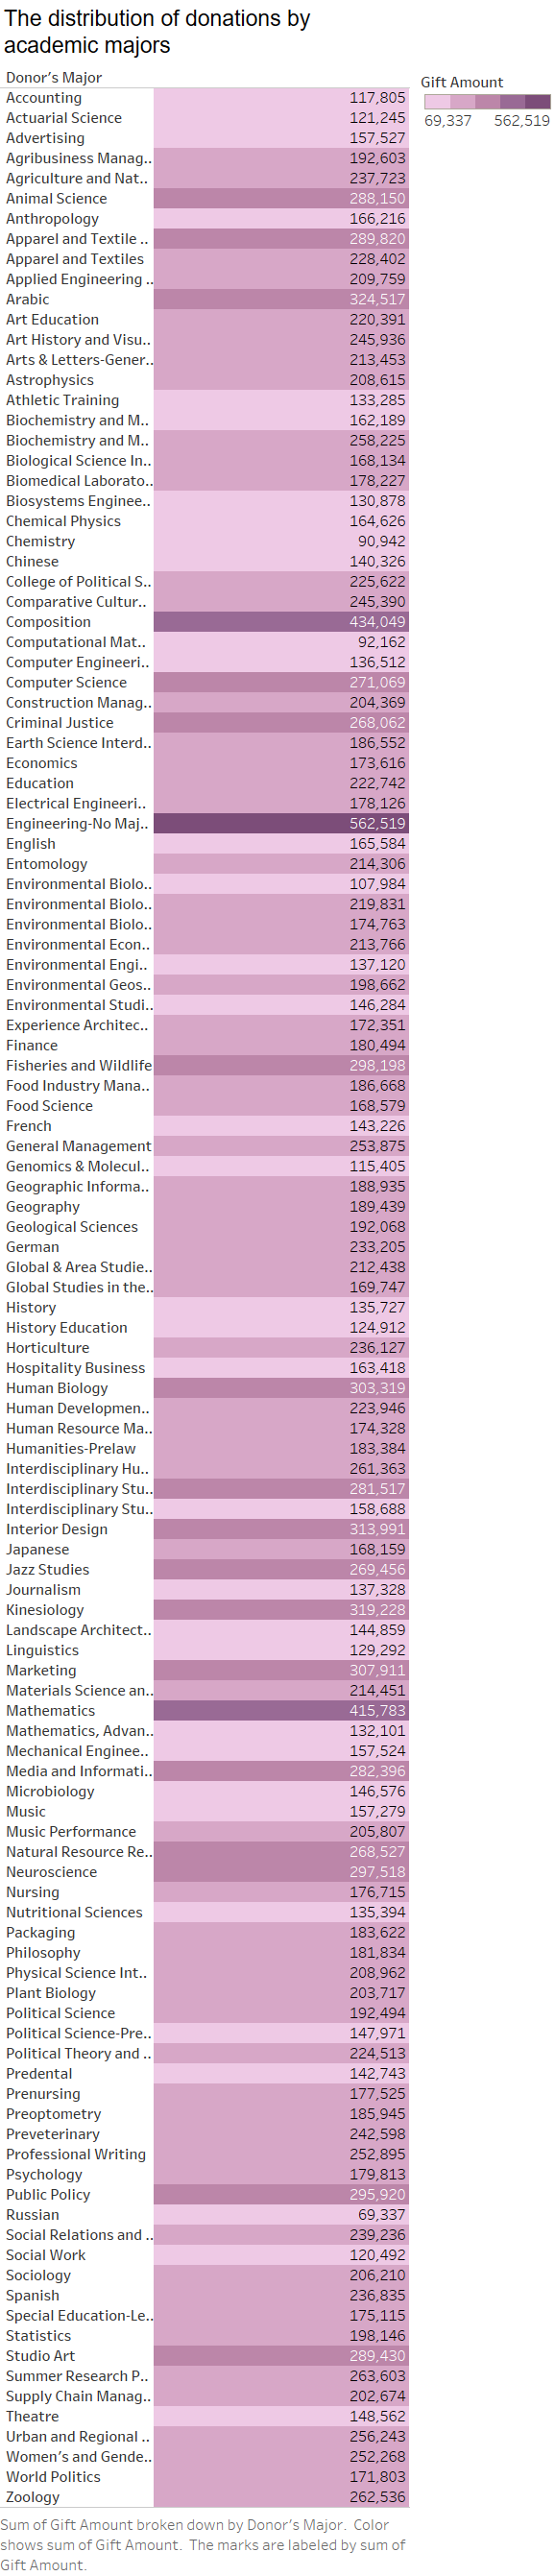 The distribution of donations by
academic majors
Donor's Major
Gift Amount
69,337 562,519
Accounting 117,805
Actuarial Science 121,245
Advertising 157,527
Agribusiness Manag.. 192,603
Agriculture and Nat.. 237,723
Animal Science 288,150
Anthropology 166,216
Apparel and Textile .. 289,820
Apparel and Textiles 228,402
Applied Engineering .. 209,759
Arabic 324,517
Art Education 220,391
Art History and Visu.. 245,936
Arts & Letters-Gener.. 213,453
Astrophysics 208,615
Athletic Training 133,285
Biochemistry and M.. 162,189
Biochemistry and M.. 258,225
Biological Science In.. 168,134
Biomedical Laborato.. 178,227
Biosystems Enginee.. 130,878
Chemical Physics 164,626
Chemistry 90,942
Chinese 140,326
College of Political S.. 225,622
Comparative Cultur.. 245,390
Composition 434,049
Computational Mat.. 92,162
Computer Engineeri.. 136,512
Computer Science 271,069
Construction Manag.. 204,369
Criminal Justice 268,062
Earth Science Interd.. 186,552
Economics 173,616
Education 222,742
Electrical Engineeri.. 178,126
Engineering-No Maj.. 562,519
English 165,584
Entomology 214,306
Environmental Biolo.. 107,984
Environmental Biolo.. 219,831
Environmental Biolo.. 174,763
Environmental Econ.. 213,766
Environmental Engi.. 137,120
Environmental Geos.. 198,662
Environmental Studi.. 146,284
Experience Architec.. 172,351
Finance 180,494
Fisheries and Wildlife 298,198
Food Industry Mana.. 186,668
Food Science 168,579
French 143,226
General Management 253,875
Genomics & Molecul.. 115,405
Geographic Informa.. 188,935
Geography 189,439
Geological Sciences 192,068
German 233,205
Global & Area Studie.. 212,438
Global Studies in the.. 169,747
History 135,727
History Education 124,912
Horticulture 236,127
Hospitality Business 163,418
Human Biology 303,319
Human Developmen.. 223,946
Human Resource Ma.. 174,328
Humanities-Prelaw 183,384
Interdisciplinary Hu.. 261,363
Interdisciplinary Stu.. 281,517
Interdisciplinary Stu.. 158,688
Interior Design 313,991
Japanese 168,159
Jazz Studies 269,456
Journalism 137,328
Kinesiology 319,228
Landscape Architect.. 144,859
Linguistics 129,292
Marketing 307,911
Materials Science an.. 214,451
Mathematics 415,783
Mathematics, Advan.. 132,101
Mechanical Enginee.. 157,524
Media and Informati.. 282,396
Microbiology 146,576
Music 157,279
Music Performance 205,807
Natural Resource Re.. 268,527
Neuroscience 297,518
Nursing 176,715
Nutritional Sciences 135,394
Packaging 183,622
Philosophy 181,834
Physical Science Int.. 208,962
Plant Biology 203,717
Political Science 192,494
Political Science-Pre.. 147,971
Political Theory and .. 224,513
Predental 142,743
Prenursing 177,525
Preoptometry 185,945
Preveterinary 242,598
Professional Writing 252,895
Psychology 179,813
Public Policy 295,920
Russian 69,337
Social Relations and .. 239,236
Social Work 120,492
Sociology 206,210
Spanish 236,835
Special Education-Le.. 175,115
Statistics 198,146
Studio Art 289,430
Summer Research P.. 263,603
Supply Chain Manag.. 202,674
Theatre 148,562
Urban and Regional .. 256,243
Women's and Gende.. 252,268
World Politics 171,803
Zoology 262,536
Sum of Gift Amount broken down by Donor's Major. Color
shows sum of Gift Amount. The marks are labeled by sum of
Gift Amount.